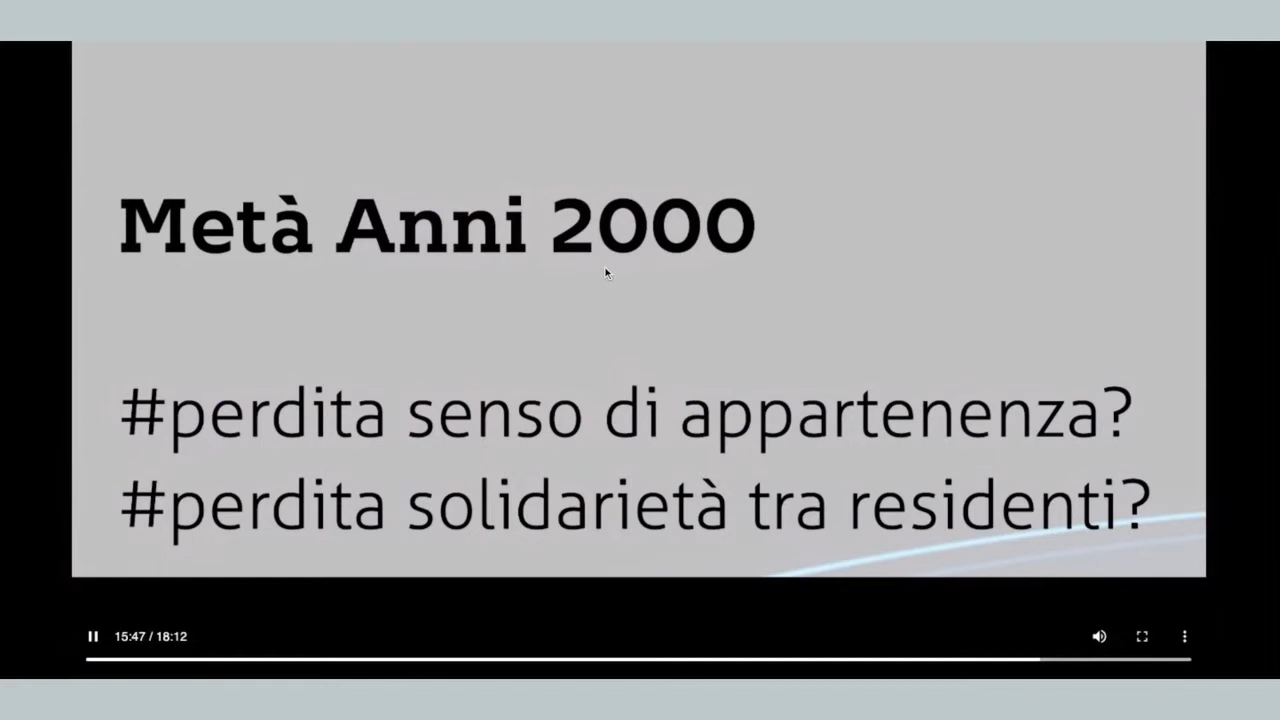 Metà Anni 2000
#perdita senso di appartenenza?
#perdita solidarietà tra residenti?
15:47 / 18:12